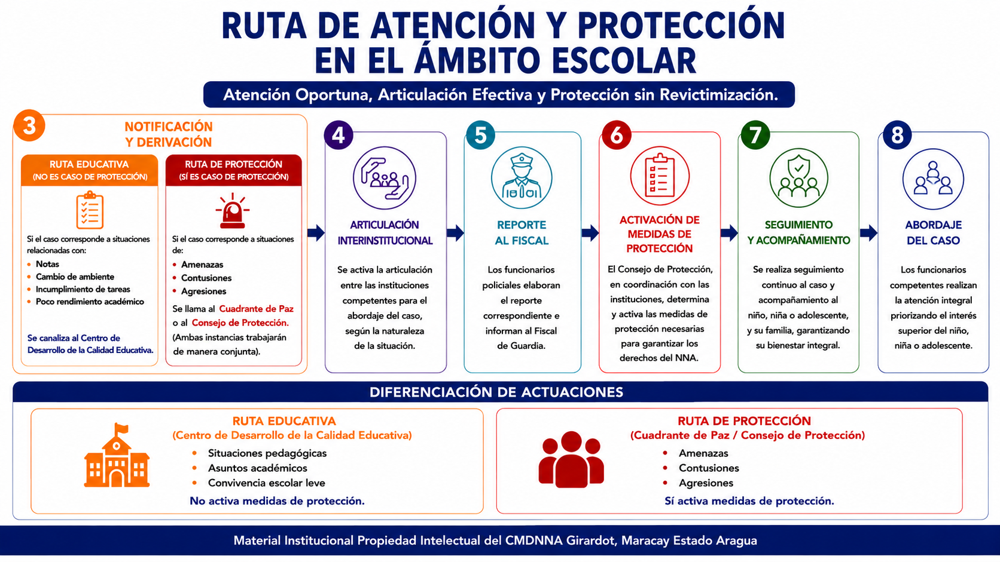 RUTA DE ATENCIÓN Y PROTECCIÓN
EN EL ÁMBITO ESCOLAR
Atención Oportuna, Articulación Efectiva y Protección sin Revictimización.
3
NOTIFICACIÓN
Y DERIVACIÓN
RUTA EDUCATIVA
(NO ES CASO DE PROTECCIÓN)
Si el caso corresponde a situaciones
relacionadas con:
• Notas
• Cambio de ambiente
• Incumplimiento de tareas
• Poco rendimiento académico
Se canaliza al Centro de
Desarrollo de la Calidad Educativa.
RUTA DE PROTECCIÓN
(SÍ ES CASO DE PROTECCIÓN)
Si el caso corresponde a situaciones
de:
• Amenazas
• Contusiones
• Agresiones
Se llama al Cuadrante de Paz
o al Consejo de Protección.
(Ambas instancias trabajarán
de manera conjunta).
4
ARTICULACIÓN
INTERINSTITUCIONAL
Se activa la articulación
entre las instituciones
competentes para el
abordaje del caso,
según la naturaleza
de la situación.
5
REPORTE
AL FISCAL
Los funcionarios
policiales elaboran
el reporte
correspondiente e
informan al Fiscal
de Guardia.
6
ACTIVACIÓN DE
MEDIDAS DE
PROTECCIÓN
El Consejo de Protección,
en coordinación con las
instituciones, determina
y activa las medidas de
protección necesarias
para garantizar los
derechos del NNA.
7
SEGUIMIENTO
Y ACOMPAÑAMIENTO
Se realiza seguimiento
continuo al caso y
acompañamiento al
niño, niña o adolescente,
y su familia, garantizando
su bienestar integral.
8
ABORDAJE
DEL CASO
Los funcionarios
competentes realizan
la atención integral
priorizando el interés
superior del niño,
niña o adolescente.
DIFERENCIACIÓN DE ACTUACIONES
RUTA EDUCATIVA
(Centro de Desarrollo de la Calidad Educativa)
• Situaciones pedagógicas
• Asuntos académicos
• Convivencia escolar leve
No activa medidas de protección.
RUTA DE PROTECCIÓN
(Cuadrante de Paz / Consejo de Protección)
• Amenazas
• Contusiones
• Agresiones
Sí activa medidas de protección.
Material Institucional Propiedad Intelectual del CMDNNA Girardot, Maracay Estado Aragua